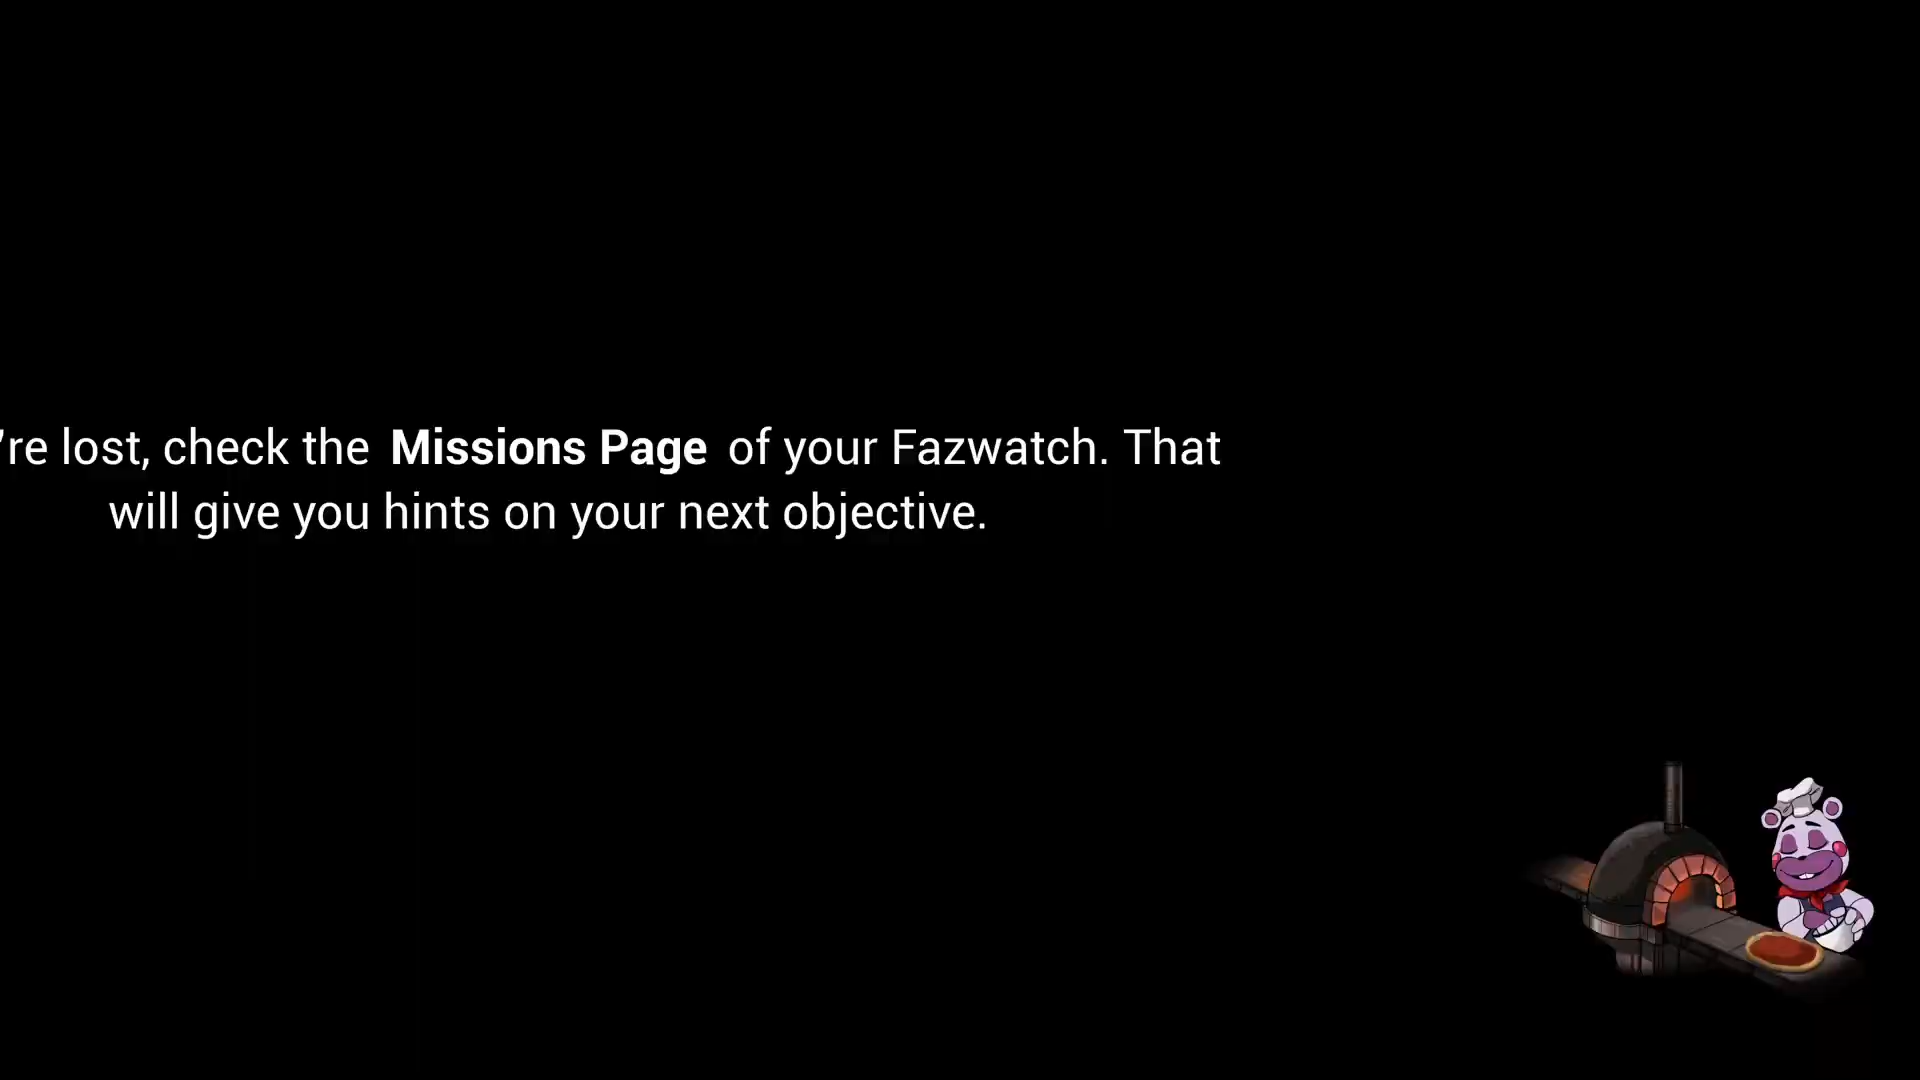 're lost, check the Missions Page of your Fazwatch. That
will give you hints on your next objective.